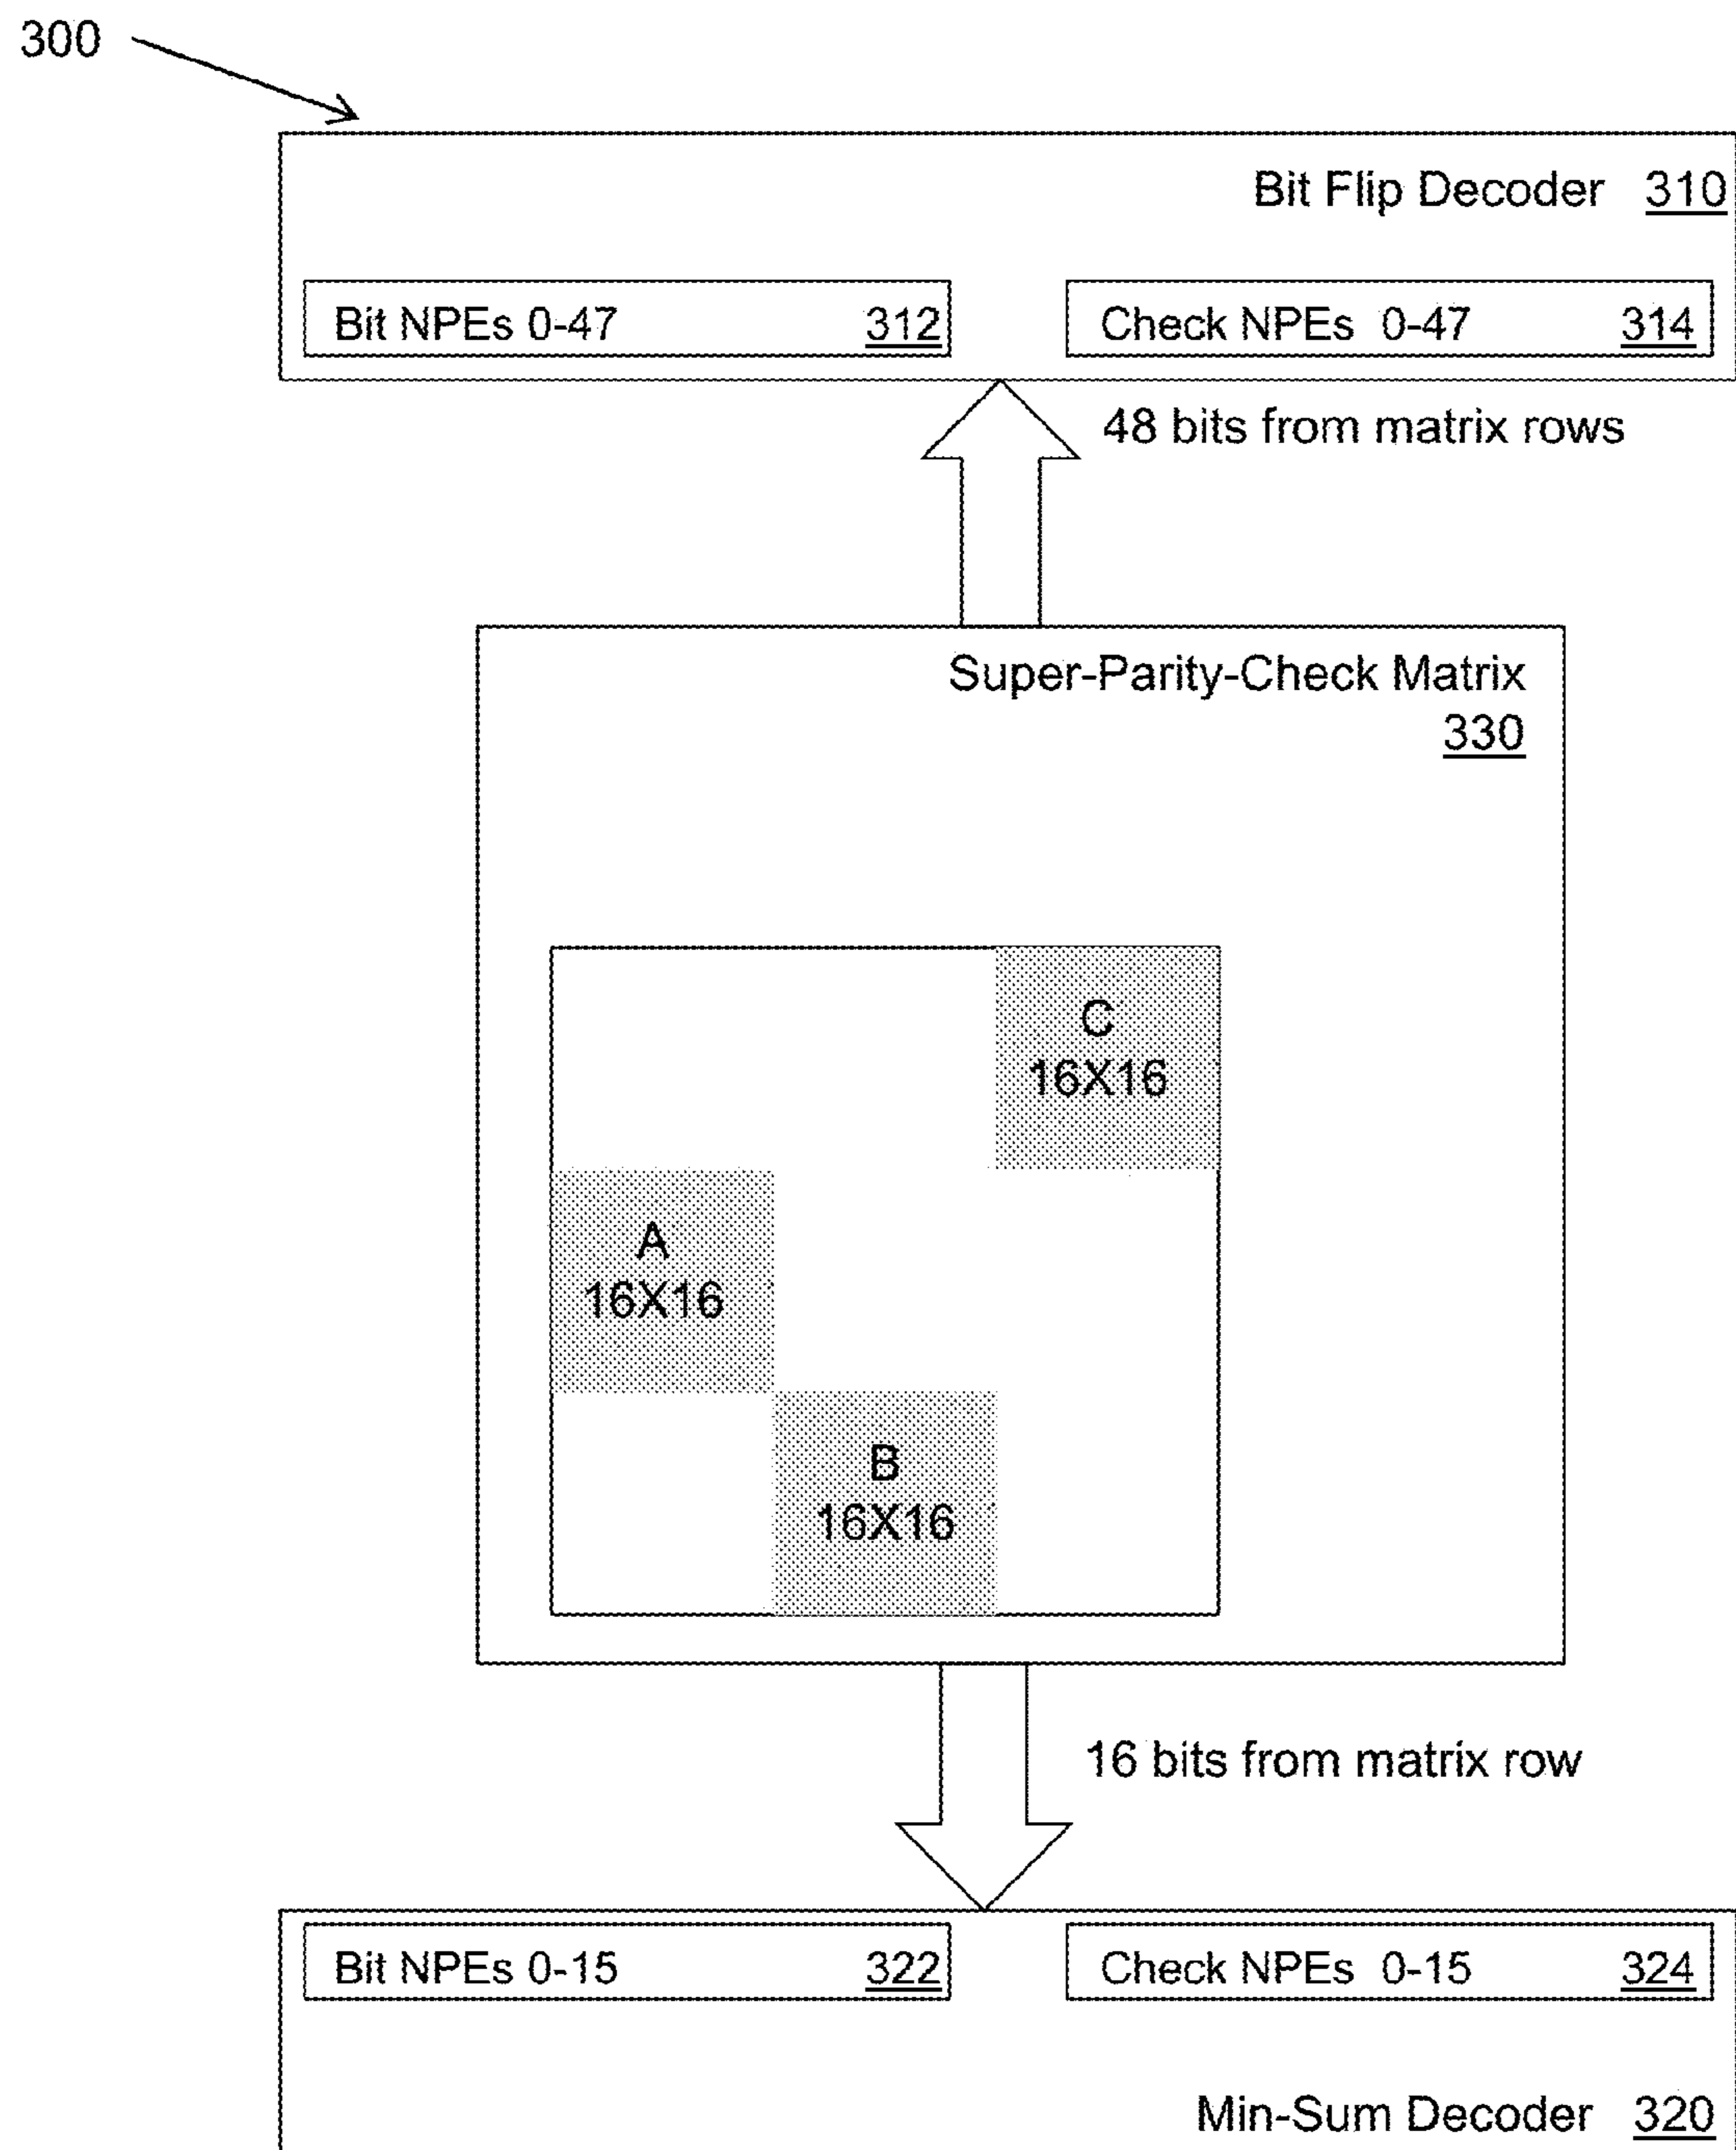 300
Bit Flip Decoder 310
Bit NPEs 0-47 312
Check NPEs 0-47 314
48 bits from matrix rows
Super-Parity-Check Matrix
330
C
16X16
A
16X16
B
16X16
16 bits from matrix row
Bit NPEs 0-15 322
Check NPEs 0-15 324
Min-Sum Decoder 320